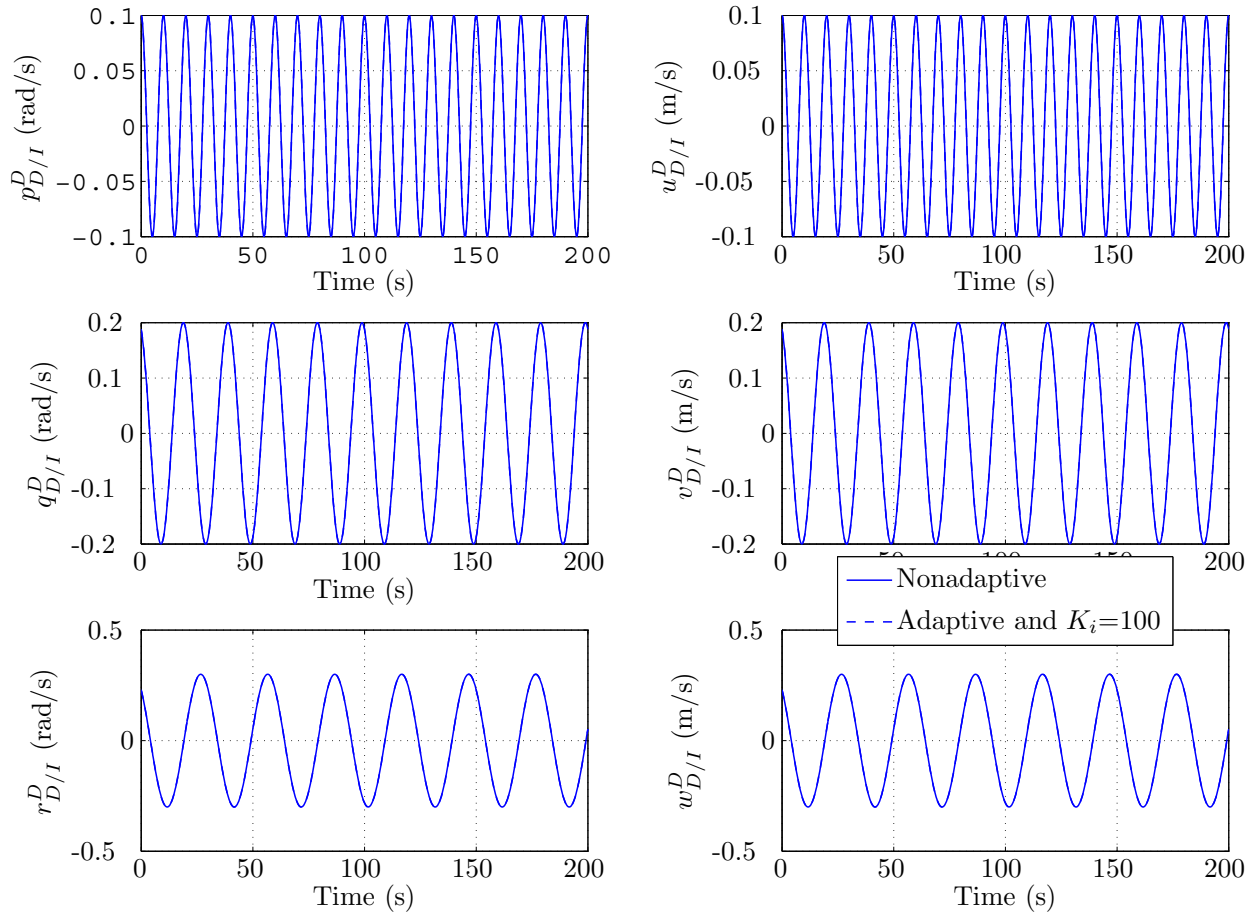 0.1
0.05
0
-0.05
-0.1
0 50 100 150 200
Time (s)
p^D_{D/I} (rad/s)
0.1
0.05
0
-0.05
-0.1
0 50 100 150 200
Time (s)
u^D_{D/I} (m/s)
0.2
0.1
0
-0.1
-0.2
0 50 100 150 200
Time (s)
q^D_{D/I} (rad/s)
0.2
0.1
0
-0.1
-0.2
0 50 100 150 200
v^D_{D/I} (m/s)
Nonadaptive
Adaptive and K_i=100
0.5
0
-0.5
0 50 100 150 200
Time (s)
r^D_{D/I} (rad/s)
0.5
0
-0.5
0 50 100 150 200
Time (s)
w^D_{D/I} (m/s)